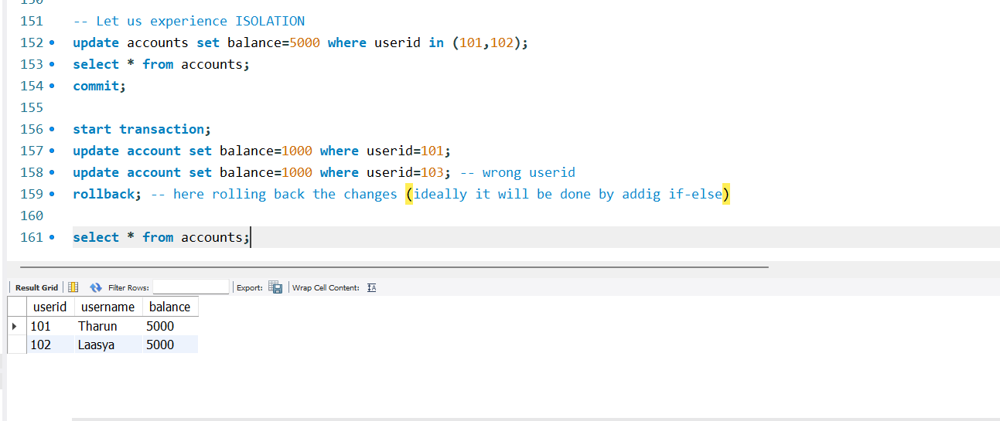 150
151 -- Let us experience ISOLATION
152 update accounts set balance=5000 where userid in (101,102);
153 select * from accounts;
154 commit;
155
156 start transaction;
157 update account set balance=1000 where userid=101;
158 update account set balance=1000 where userid=103; -- wrong userid
159 rollback; -- here rolling back the changes (ideally it will be done by addig if-else)
160
161 select * from accounts;
Result Grid Filter Rows: Export: Wrap Cell Content:
userid username balance
101 Tharun 5000
102 Laasya 5000